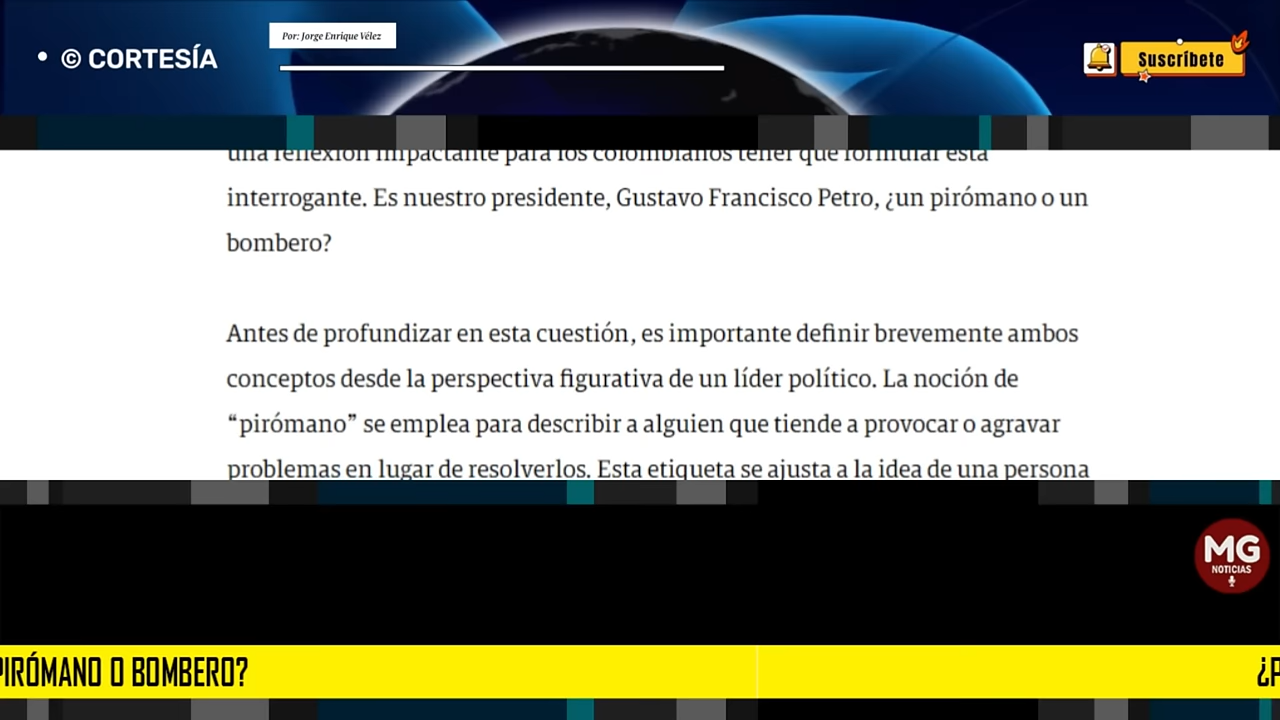 Por: Jorge Enrique Vélez
• © CORTESÍA
Suscríbete
una reflexión impactante para los colombianos tener que formular esta
interrogante. Es nuestro presidente, Gustavo Francisco Petro, ¿un pirómano o un
bombero?
Antes de profundizar en esta cuestión, es importante definir brevemente ambos
conceptos desde la perspectiva figurativa de un líder político. La noción de
“pirómano” se emplea para describir a alguien que tiende a provocar o agravar
problemas en lugar de resolverlos. Esta etiqueta se ajusta a la idea de una persona
MG
NOTICIAS
PIRÓMANO O BOMBERO? ¿P